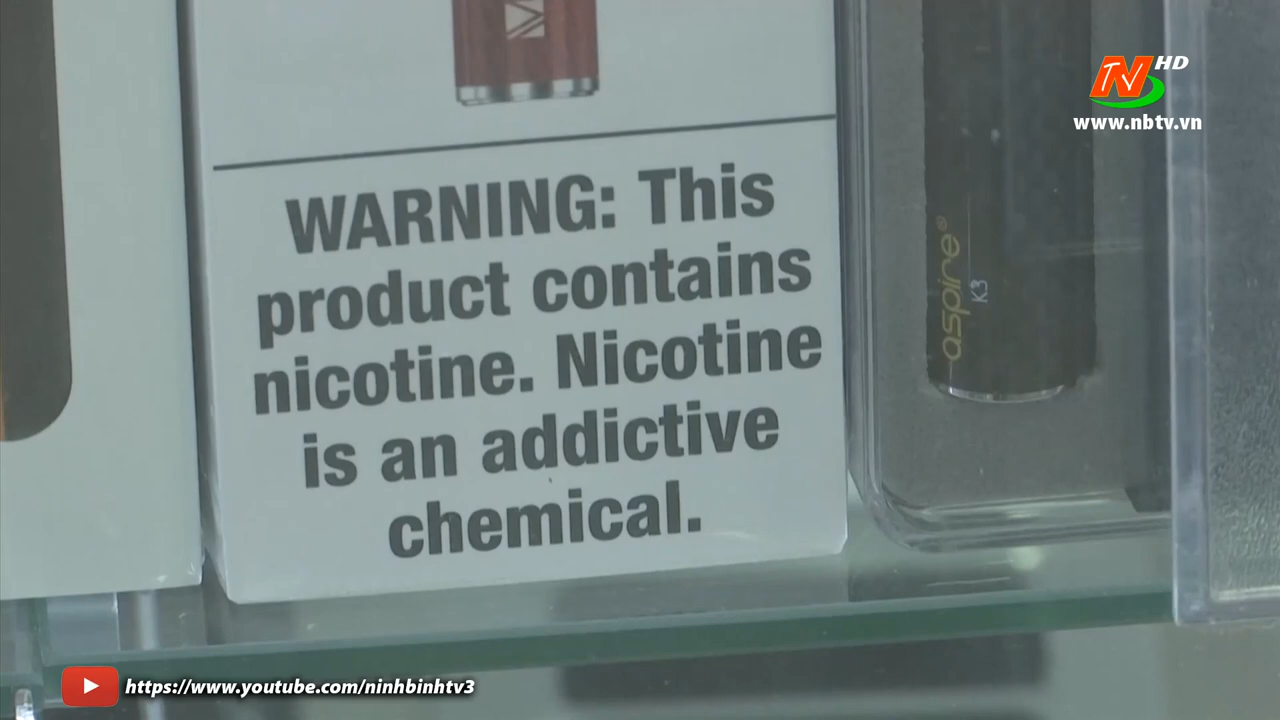 NTV HD
www.nbtv.vn
WARNING: This
product contains
nicotine. Nicotine
is an addictive
chemical.
aspire®
K3
https://www.youtube.com/ninhbinhtv3